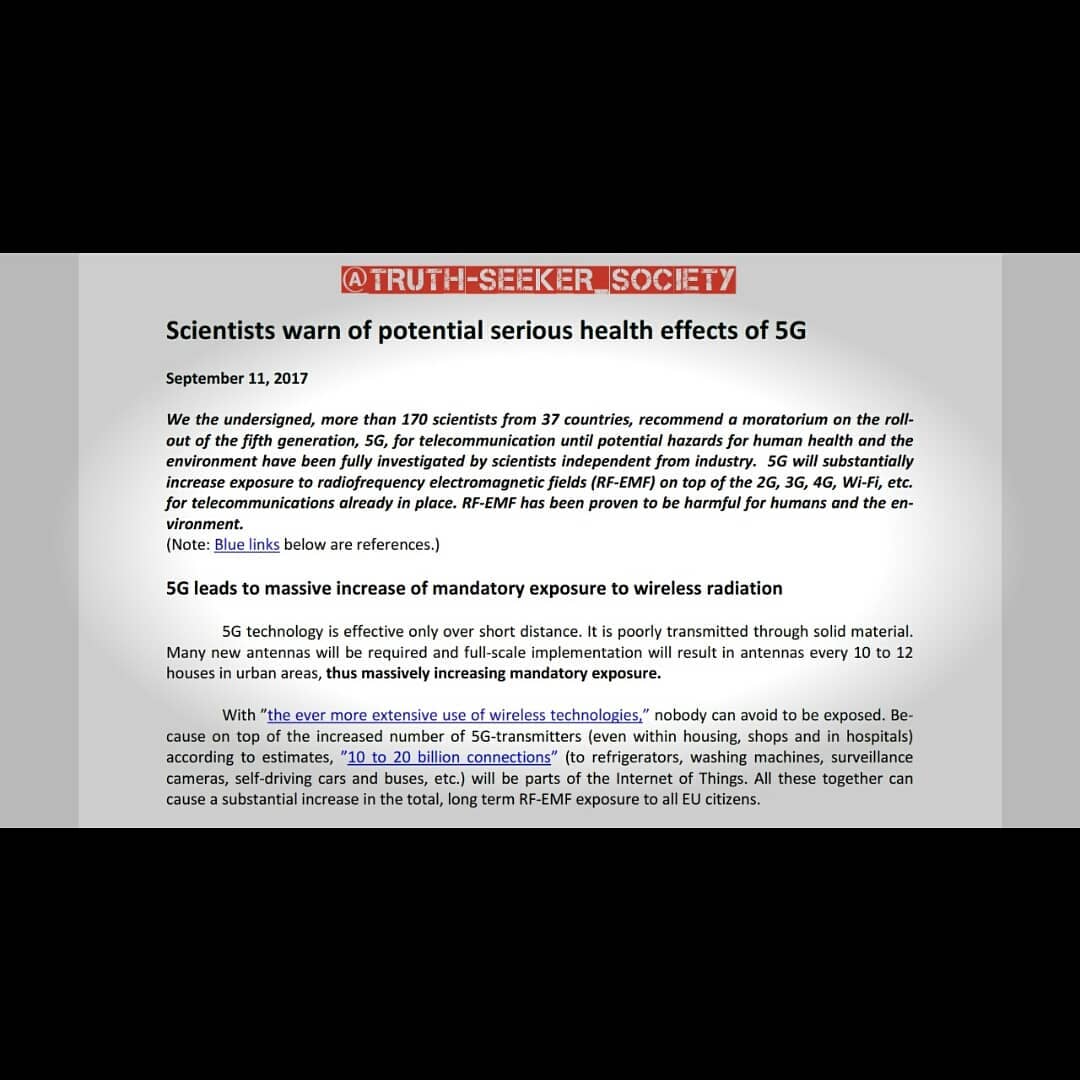 @TRUTH-SEEKER_SOCIETY
Scientists warn of potential serious health effects of 5G
September 11, 2017
We the undersigned, more than 170 scientists from 37 countries, recommend a moratorium on the roll-
out of the fifth generation, 5G, for telecommunication until potential hazards for human health and the
environment have been fully investigated by scientists independent from industry. 5G will substantially
increase exposure to radiofrequency electromagnetic fields (RF-EMF) on top of the 2G, 3G, 4G, Wi-Fi, etc.
for telecommunications already in place. RF-EMF has been proven to be harmful for humans and the en-
vironment.
(Note: Blue links below are references.)
5G leads to massive increase of mandatory exposure to wireless radiation
5G technology is effective only over short distance. It is poorly transmitted through solid material.
Many new antennas will be required and full-scale implementation will result in antennas every 10 to 12
houses in urban areas, thus massively increasing mandatory exposure.
With ”the ever more extensive use of wireless technologies,” nobody can avoid to be exposed. Be-
cause on top of the increased number of 5G-transmitters (even within housing, shops and in hospitals)
according to estimates, ”10 to 20 billion connections” (to refrigerators, washing machines, surveillance
cameras, self-driving cars and buses, etc.) will be parts of the Internet of Things. All these together can
cause a substantial increase in the total, long term RF-EMF exposure to all EU citizens.